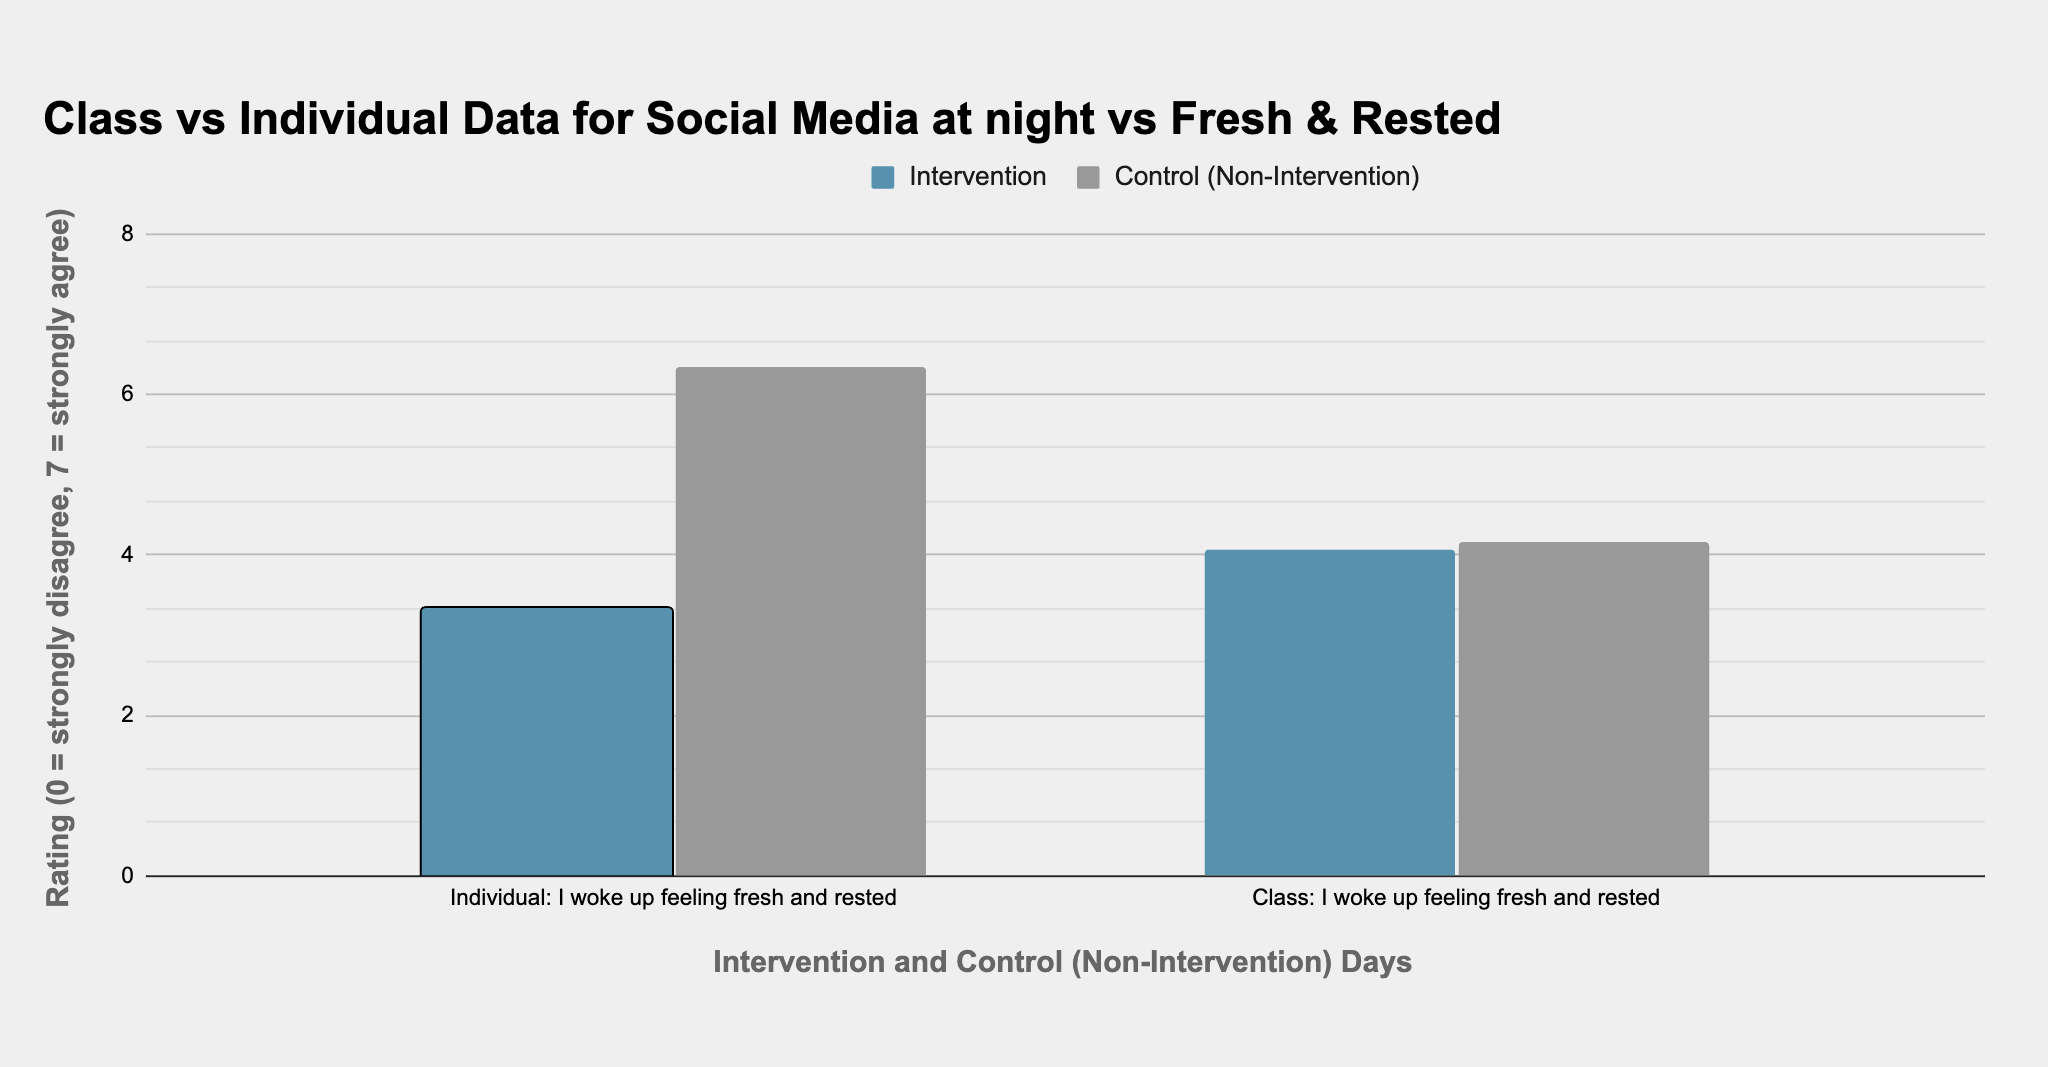 Class vs Individual Data for Social Media at night vs Fresh & Rested
Intervention
Control (Non-Intervention)
Rating (0 = strongly disagree, 7 = strongly agree)
8
6
4
2
0
Individual: I woke up feeling fresh and rested
Class: I woke up feeling fresh and rested
Intervention and Control (Non-Intervention) Days